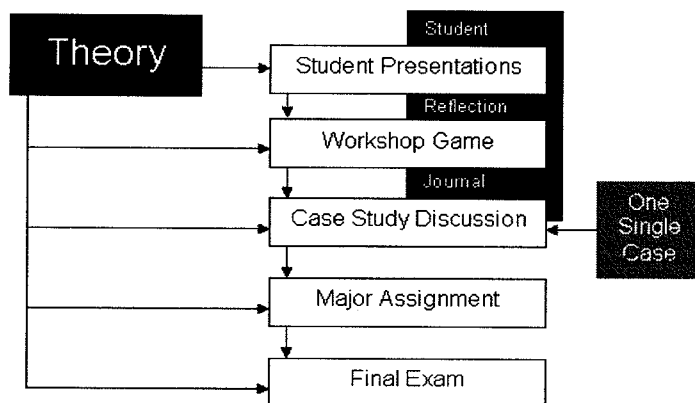 Student
Theory
Student Presentations
Reflection
Workshop Game
Journal
Case Study Discussion
One
Single
Case
Major Assignment
Final Exam